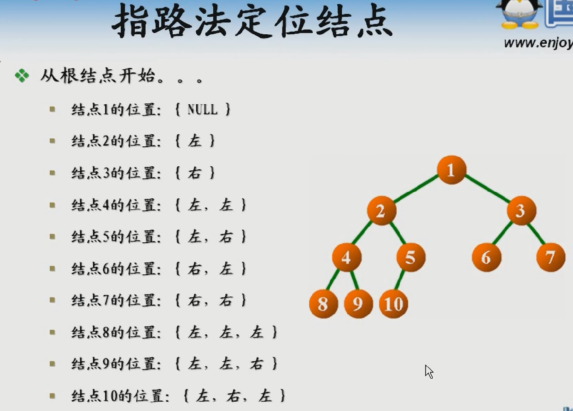 指路法定位结点
国
www.enjoy
从根结点开始。。。
结点1的位置:{ NULL }
结点2的位置:{ 左 }
结点3的位置:{ 右 }
结点4的位置:{ 左, 左 }
结点5的位置:{ 左, 右 }
结点6的位置:{ 右, 左 }
结点7的位置:{ 右, 右 }
结点8的位置:{ 左, 左, 左 }
结点9的位置:{ 左, 左, 右 }
结点10的位置:{ 左, 右, 左 }
1
2 3
4 5 6 7
8 9 10